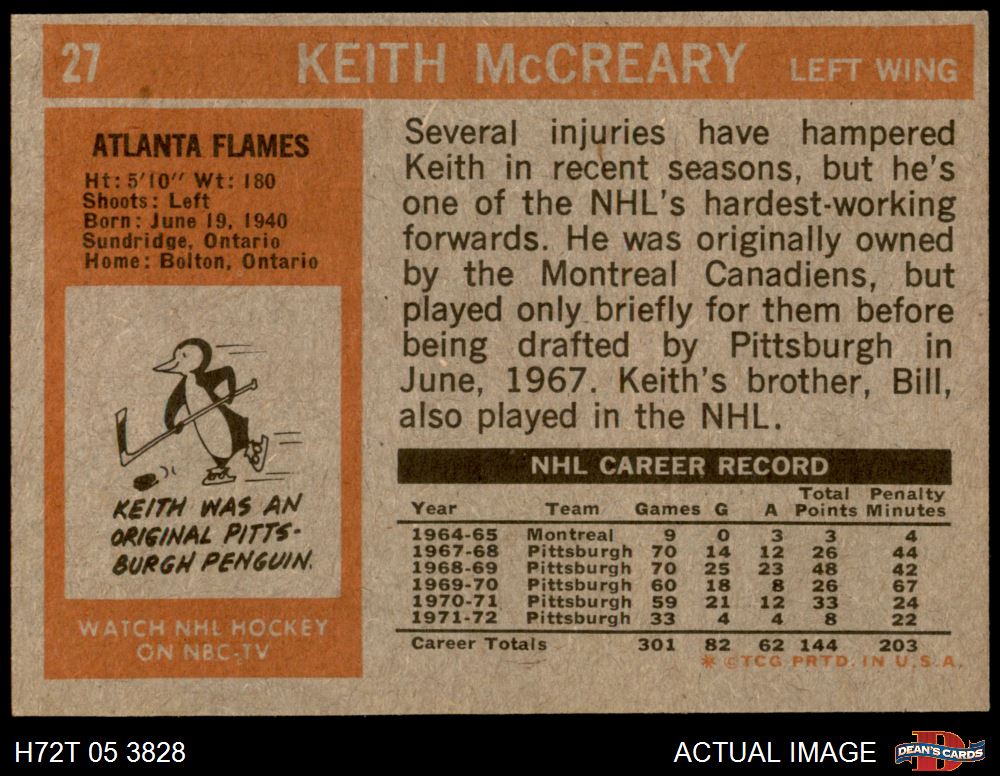 27 KEITH McCREARY LEFT WING
ATLANTA FLAMES
Ht: 5'10" Wt: 180
Shoots: Left
Born: June 19, 1940
Sundridge, Ontario
Home: Bolton, Ontario
KEITH WAS AN
ORIGINAL PITTS-
BURGH PENGUIN.
WATCH NHL HOCKEY
ON NBC-TV
Several injuries have hampered
Keith in recent seasons, but he's
one of the NHL's hardest-working
forwards. He was originally owned
by the Montreal Canadiens, but
played only briefly for them before
being drafted by Pittsburgh in
June, 1967. Keith's brother, Bill,
also played in the NHL.
NHL CAREER RECORD
Year Team Games G A Total Points Penalty Minutes
1964-65 Montreal 9 0 3 3 4
1967-68 Pittsburgh 70 14 12 26 44
1968-69 Pittsburgh 70 25 23 48 42
1969-70 Pittsburgh 60 18 8 26 67
1970-71 Pittsburgh 59 21 12 33 24
1971-72 Pittsburgh 33 4 4 8 22
Career Totals 301 82 62 144 203
* © TCG PRTD. IN U.S.A.
H72T 05 3828 ACTUAL IMAGE DEAN'S CARDS